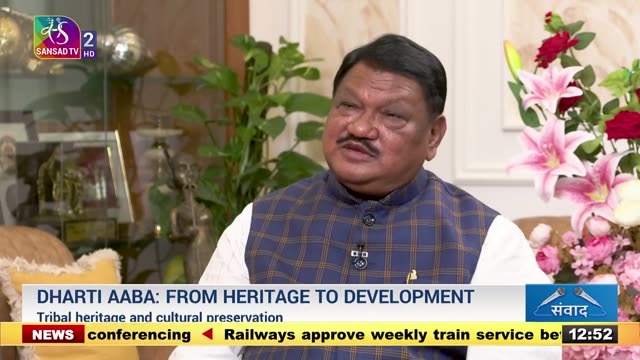 SANSAD TV 2
HD
DHARTI AABA: FROM HERITAGE TO DEVELOPMENT
Tribal heritage and cultural preservation
संवाद
NEWS conferencing ◄ Railways approve weekly train service be 12:52